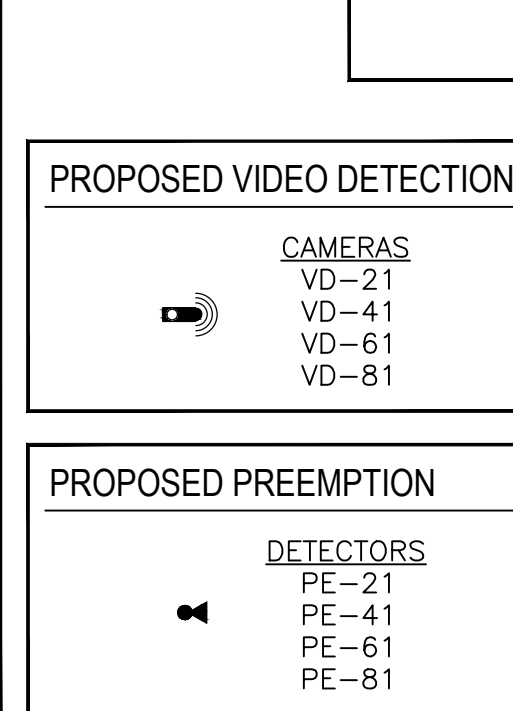 PROPOSED VIDEO DETECTION
CAMERAS
VD-21
VD-41
VD-61
VD-81
PROPOSED PREEMPTION
DETECTORS
PE-21
PE-41
PE-61
PE-81